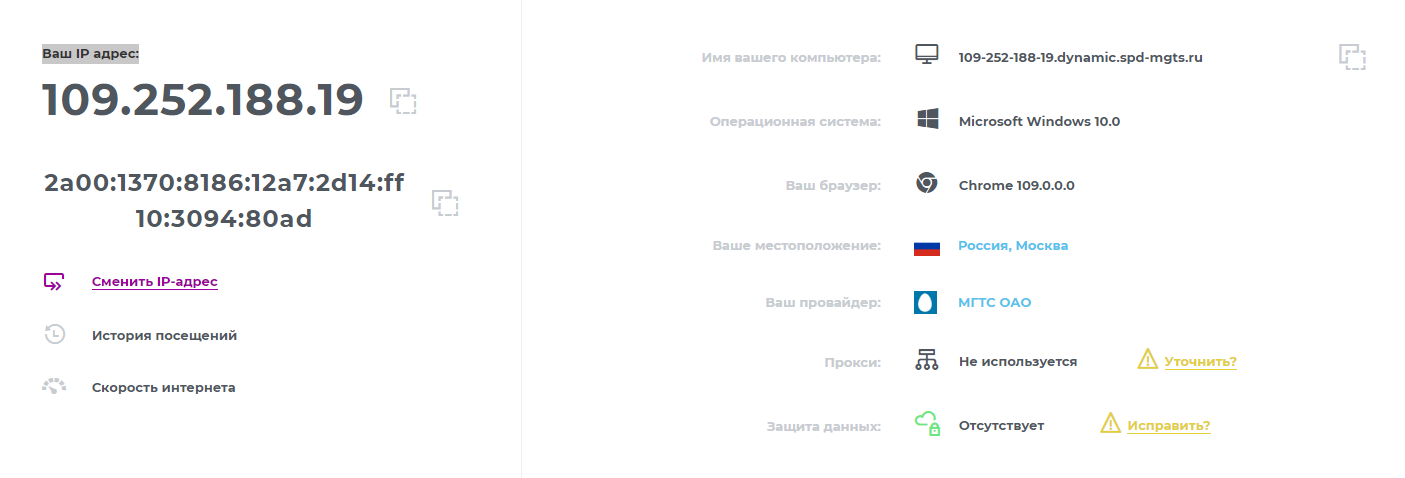 Ваш IP адрес:
109.252.188.19
2a00:1370:8186:12a7:2d14:ff
10:3094:80ad
Сменить IP-адрес
История посещений
Скорость интернета
Имя вашего компьютера: 109-252-188-19.dynamic.spd-mgts.ru
Операционная система: Microsoft Windows 10.0
Ваш браузер: Chrome 109.0.0.0
Ваше местоположение: Россия, Москва
Ваш провайдер: МГТС ОАО
Прокси: Не используется Уточнить?
Защита данных: Отсутствует Исправить?